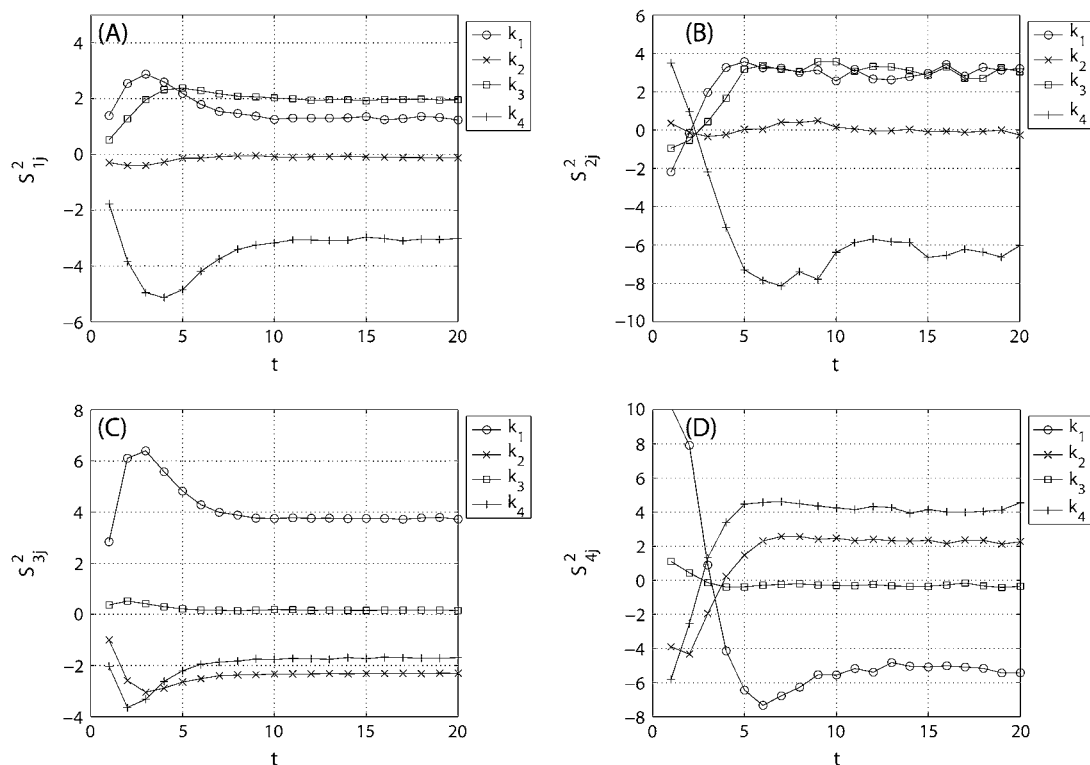 (A)
4
2
0
−2
−4
−6
0
5
10
15
20
t
S²₁ⱼ
k₁
k₂
k₃
k₄
(B)
6
4
2
0
−2
−4
−6
−8
−10
0
5
10
15
20
t
S²₂ⱼ
k₁
k₂
k₃
k₄
(C)
8
6
4
2
0
−2
−4
0
5
10
15
20
t
S²₃ⱼ
k₁
k₂
k₃
k₄
(D)
10
8
6
4
2
0
−2
−4
−6
−8
0
5
10
15
20
t
S²₄ⱼ
k₁
k₂
k₃
k₄